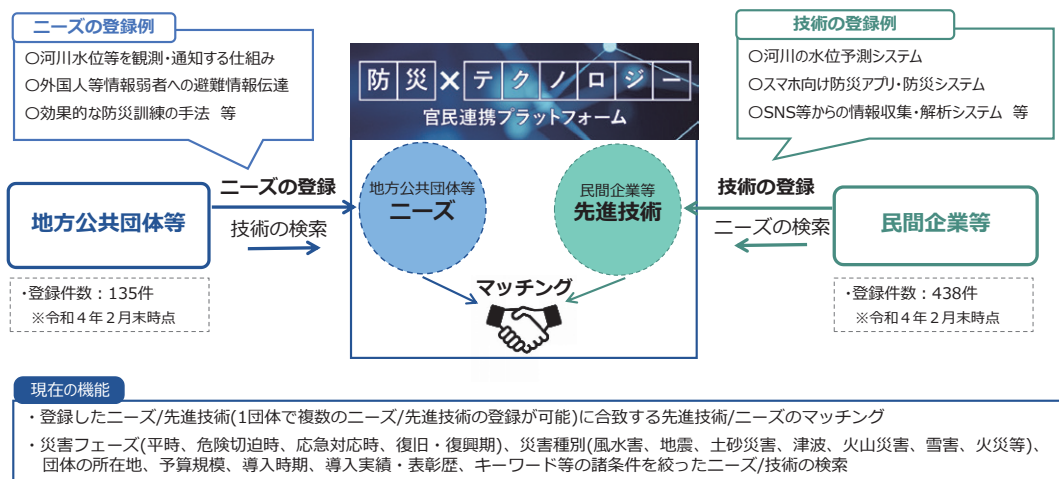 ニーズの登録例
○河川水位等を観測・通知する仕組み
○外国人等情報弱者への避難情報伝達
○効果的な防災訓練の手法 等
技術の登録例
○河川の水位予測システム
○スマホ向け防災アプリ・防災システム
○SNS等からの情報収集・解析システム 等
防災×テクノロジー
官民連携プラットフォーム
地方公共団体等
ニーズの登録
技術の検索
地方公共団体等
ニーズ
民間企業等
先進技術
技術の登録
ニーズの検索
民間企業等
マッチング
・登録件数：135件
※令和４年２月末時点
・登録件数：438件
※令和４年２月末時点
現在の機能
・登録したニーズ/先進技術(1団体で複数のニーズ/先進技術の登録が可能)に合致する先進技術/ニーズのマッチング
・災害フェーズ(平時、危険切迫時、応急対応時、復旧・復興期)、災害種別(風水害、地震、土砂災害、津波、火山災害、雪害、火災等)、
団体の所在地、予算規模、導入時期、導入実績・表彰歴、キーワード等の諸条件を絞ったニーズ/技術の検索